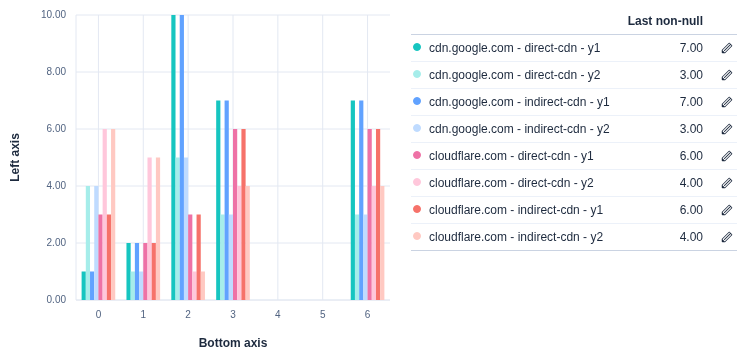 10.00
8.00
6.00
4.00
2.00
0.00
Left axis
0 1 2 3 4 5 6
Bottom axis
Last non-null
cdn.google.com - direct-cdn - y1 7.00
cdn.google.com - direct-cdn - y2 3.00
cdn.google.com - indirect-cdn - y1 7.00
cdn.google.com - indirect-cdn - y2 3.00
cloudflare.com - direct-cdn - y1 6.00
cloudflare.com - direct-cdn - y2 4.00
cloudflare.com - indirect-cdn - y1 6.00
cloudflare.com - indirect-cdn - y2 4.00